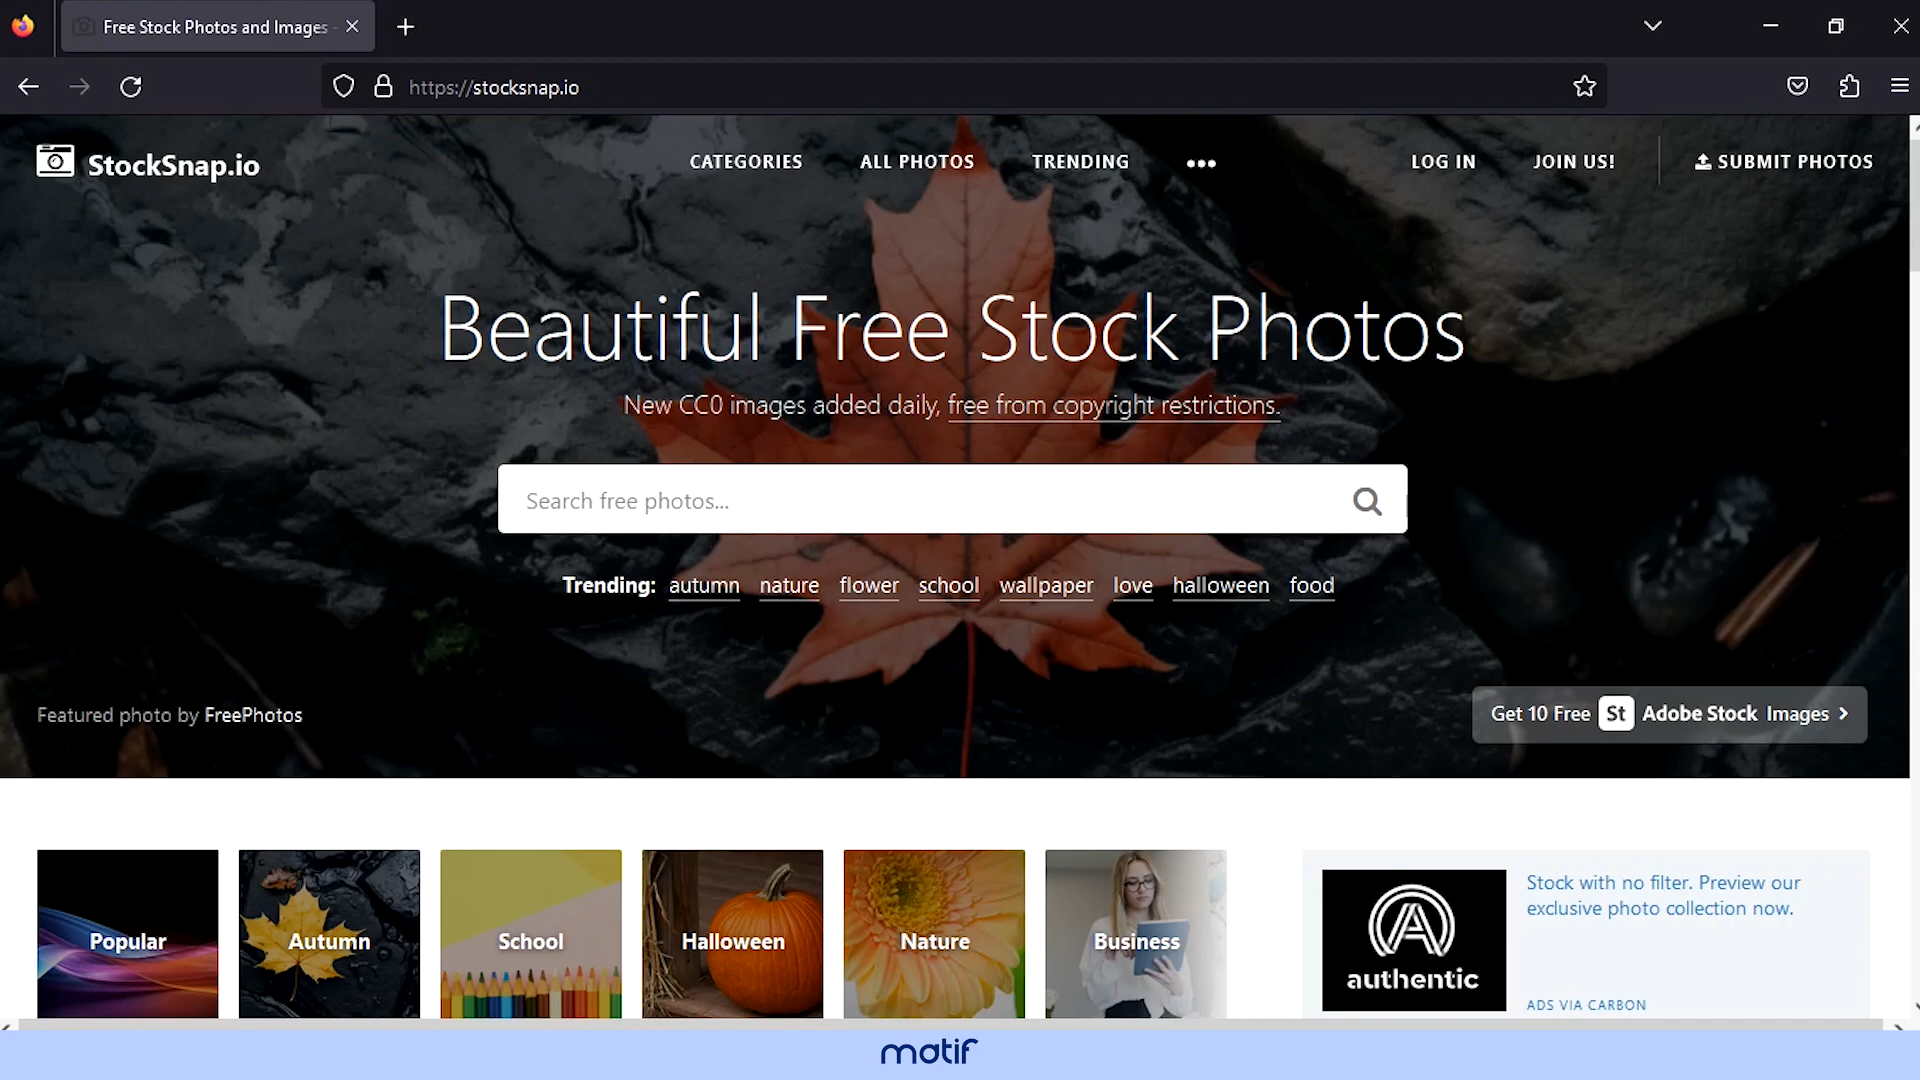 Free Stock Photos and Images -
https://stocksnap.io
StockSnap.io
CATEGORIES
ALL PHOTOS
TRENDING
LOG IN
JOIN US!
SUBMIT PHOTOS
Beautiful Free Stock Photos
New CC0 images added daily, free from copyright restrictions.
Search free photos...
Trending: autumn nature flower school wallpaper love halloween food
Featured photo by FreePhotos
Get 10 Free St Adobe Stock Images
Popular
Autumn
School
Halloween
Nature
Business
authentic
Stock with no filter. Preview our
exclusive photo collection now.
ADS VIA CARBON
matif